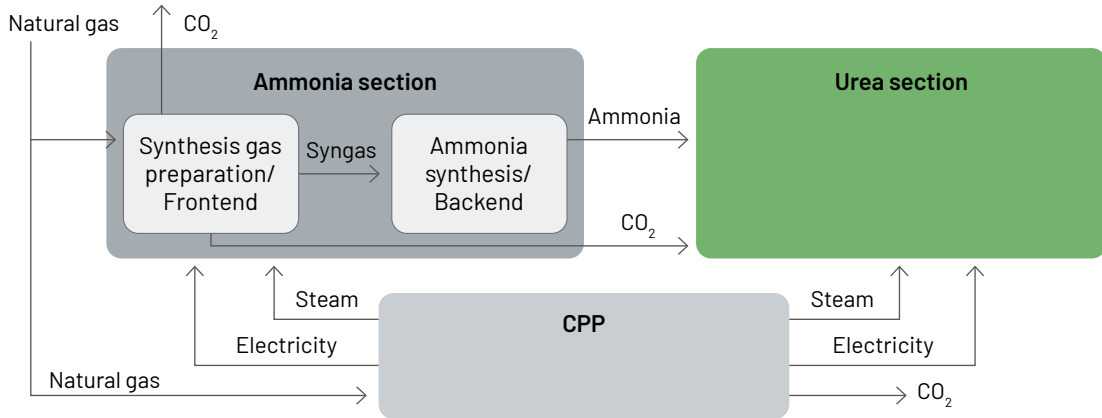 CO₂
Natural gas
Ammonia section
Urea section
Ammonia
Synthesis gas
preparation/
Frontend
Syngas
Ammonia
synthesis/
Backend
CO₂
Steam
Steam
CPP
Electricity
Electricity
Natural gas
CO₂